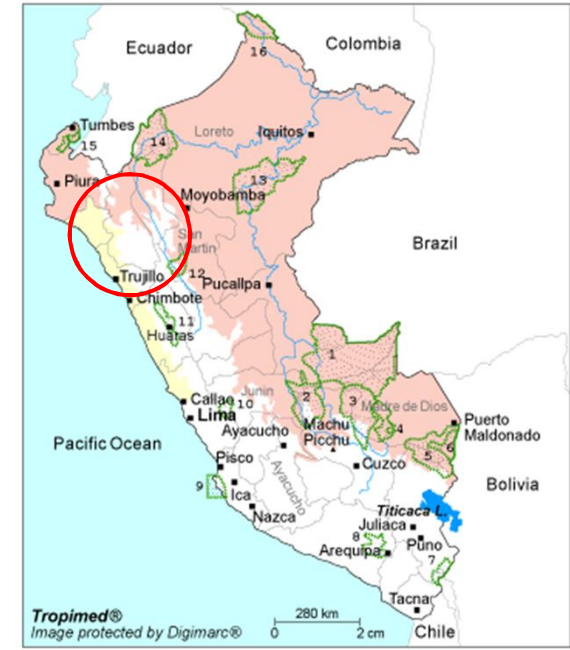 Ecuador
Colombia
16
Tumbes
15
14
Loreto
Iquitos
Piura
13
Moyobamba
San
Martin
Brazil
12
Trujillo
Pucallpa
Chimbote
11
Huaras
1
Junin
2
3
Madre de Dios
Callao
10
Lima
4
Puerto
Maldonado
Ayacucho
Machu
Picchu
6
5
Pacific Ocean
Pisco
Cuzco
Ayacucho
9
Ica
Bolivia
Nazca
Titicaca L.
Juliaca
8
Puno
Arequipa
7
Tacna
Tropimed®
Image protected by Digimarc®
280 km
0 2 cm
Chile